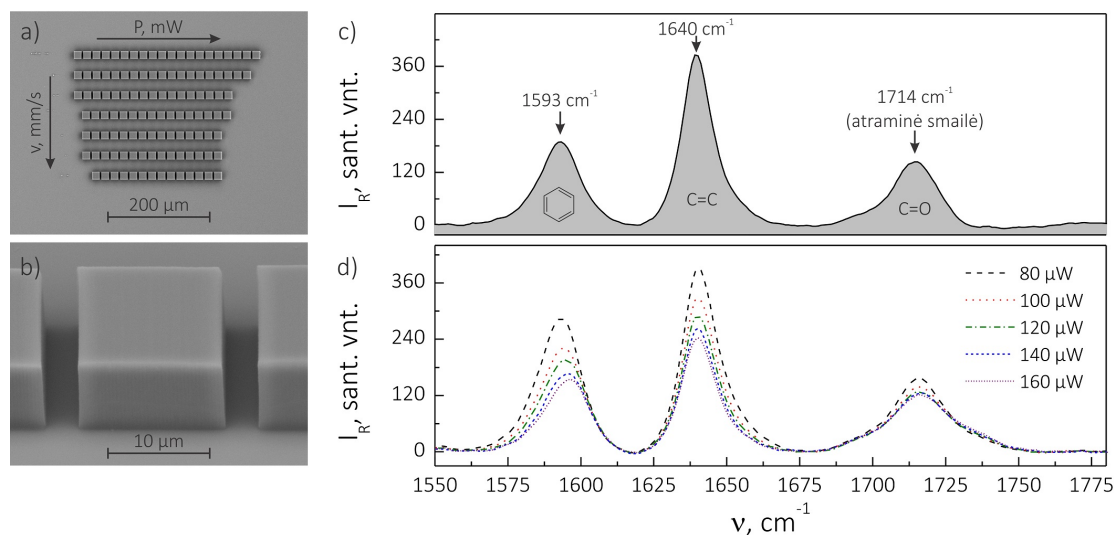 a)
P, mW
v, mm/s
200 µm
b)
10 µm
c)
1640 cm⁻¹
1593 cm⁻¹
1714 cm⁻¹
(atraminė smailė)
C=C
C=O
I_R, sant. vnt.
360
240
120
0
d)
80 µW
100 µW
120 µW
140 µW
160 µW
I_R, sant. vnt.
360
240
120
0
1550 1575 1600 1625 1650 1675 1700 1725 1750 1775
ν, cm⁻¹